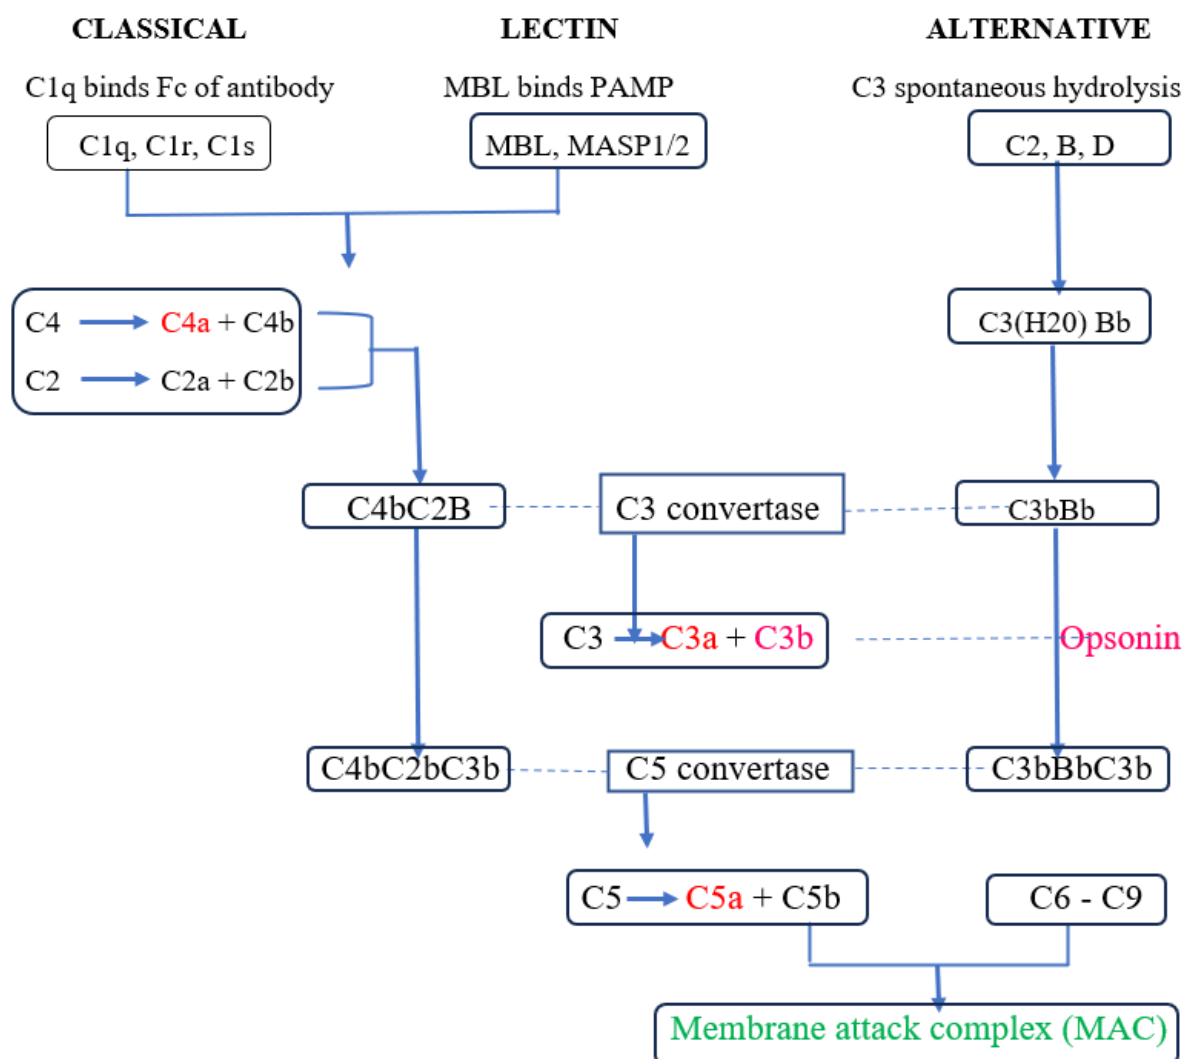 CLASSICAL
LECTIN
ALTERNATIVE
C1q binds Fc of antibody
MBL binds PAMP
C3 spontaneous hydrolysis
C1q, C1r, C1s
MBL, MASP1/2
C2, B, D
C4 C4a + C4b
C2 C2a + C2b
C3(H20) Bb
C4bC2B
C3 convertase
C3bBb
C3 C3a + C3b
Opsonin
C4bC2bC3b
C5 convertase
C3bBbC3b
C5 C5a + C5b
C6 - C9
Membrane attack complex (MAC)